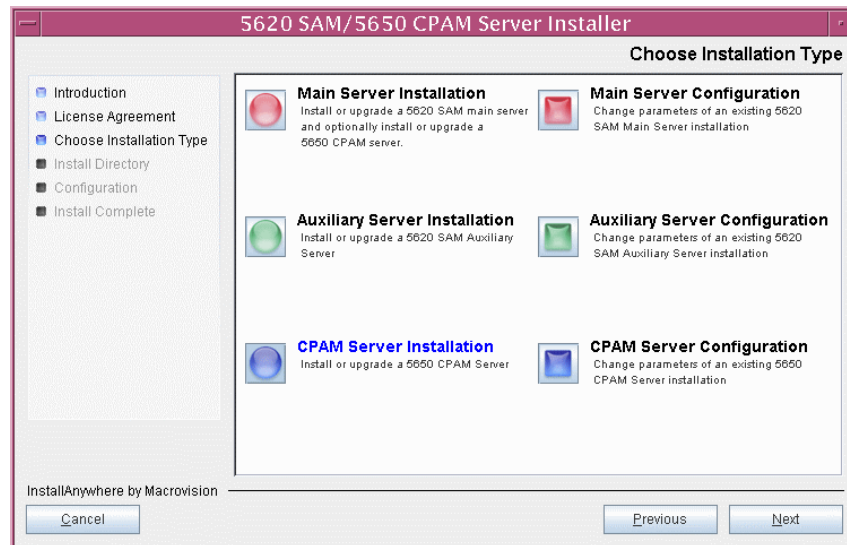 5620 SAM/5650 CPAM Server Installer
Choose Installation Type
Introduction
License Agreement
Choose Installation Type
Install Directory
Configuration
Install Complete
Main Server Installation
Install or upgrade a 5620 SAM main server
and optionally install or upgrade a
5650 CPAM server.
Main Server Configuration
Change parameters of an existing 5620
SAM Main Server installation
Auxiliary Server Installation
Install or upgrade a 5620 SAM Auxiliary
Server
Auxiliary Server Configuration
Change parameters of an existing 5620
SAM Auxiliary Server installation
CPAM Server Installation
Install or upgrade a 5650 CPAM Server
CPAM Server Configuration
Change parameters of an existing 5650
CPAM Server installation
InstallAnywhere by Macrovision
Cancel
Previous
Next